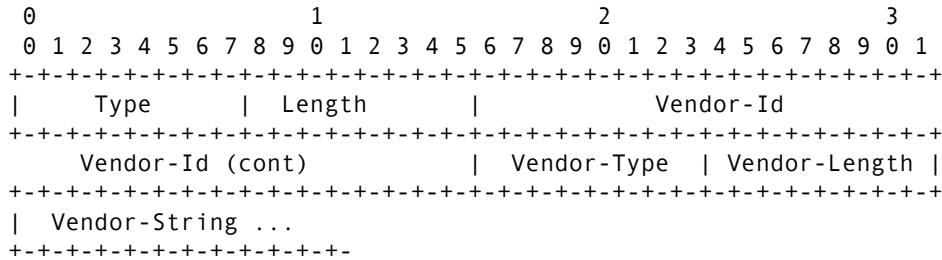 0                   1                   2                   3
 0 1 2 3 4 5 6 7 8 9 0 1 2 3 4 5 6 7 8 9 0 1 2 3 4 5 6 7 8 9 0 1
+-+-+-+-+-+-+-+-+-+-+-+-+-+-+-+-+-+-+-+-+-+-+-+-+-+-+-+-+-+-+-+-+
|     Type      |  Length       |            Vendor-Id
+-+-+-+-+-+-+-+-+-+-+-+-+-+-+-+-+-+-+-+-+-+-+-+-+-+-+-+-+-+-+-+-+
     Vendor-Id (cont)           |  Vendor-Type  | Vendor-Length |
+-+-+-+-+-+-+-+-+-+-+-+-+-+-+-+-+-+-+-+-+-+-+-+-+-+-+-+-+-+-+-+-+
|  Vendor-String ...
+-+-+-+-+-+-+-+-+-+-+-+-